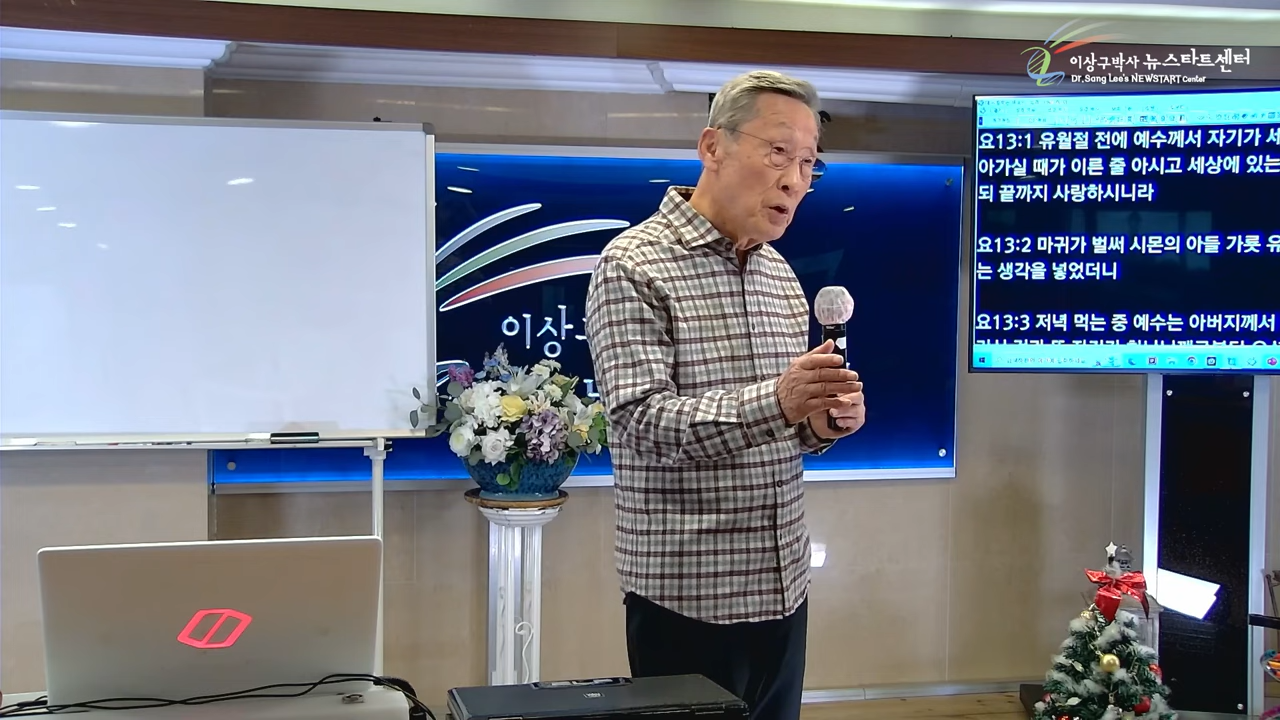 이상구박사 뉴스타트센터
Dr. Sang Lee's NEWSTART Center
요13:1 유월절 전에 예수께서 자기가 세
아가실 때가 이른 줄 아시고 세상에 있는
되 끝까지 사랑하시니라
요13:2 마귀가 벌써 시몬의 아들 가룟 유
는 생각을 넣었더니
요13:3 저녁 먹는 중 예수는 아버지께서
이상구